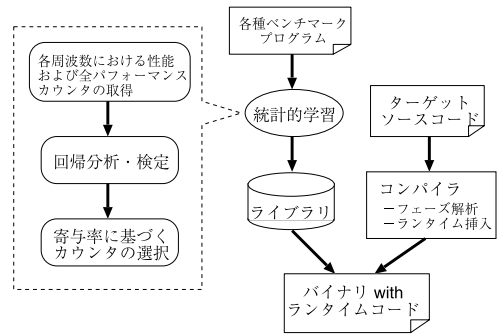 各周波数における性能
および全パフォーマンス
カウンタの取得
回帰分析・検定
寄与率に基づく
カウンタの選択
各種ベンチマーク
プログラム
統計的学習
ライブラリ
ターゲット
ソースコード
コンパイラ
－フェーズ解析
－ランタイム挿入
バイナリ with
ランタイムコード